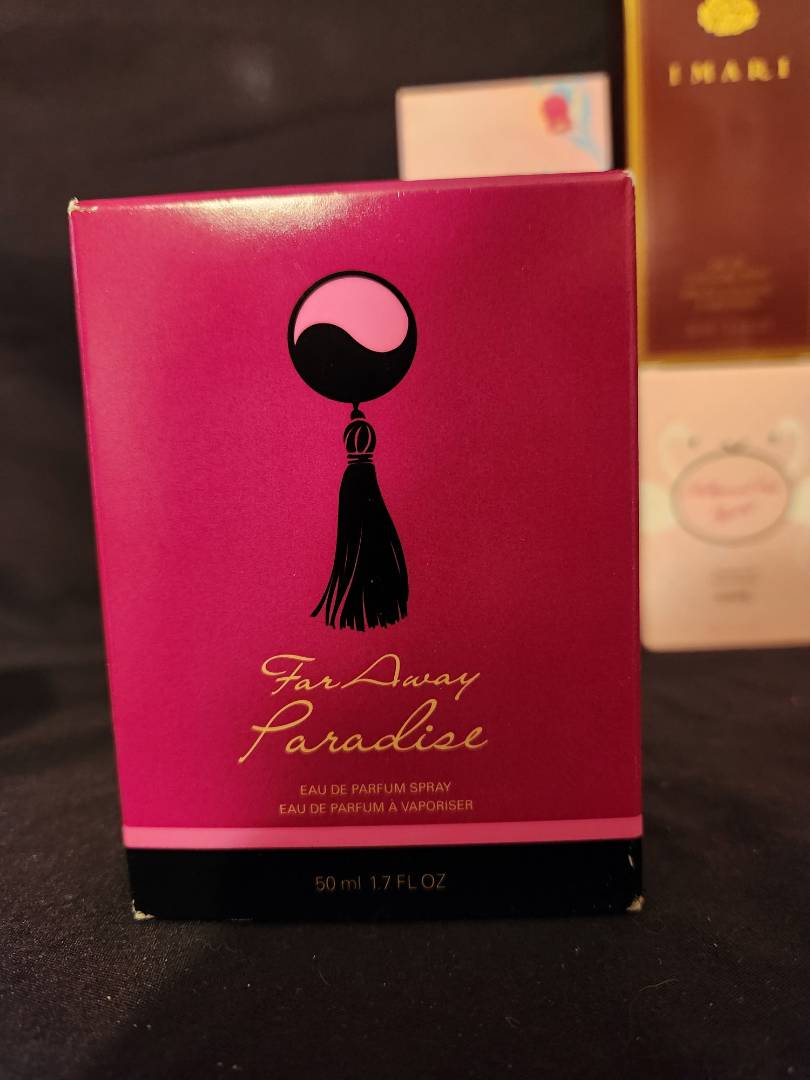 IMARI
Far Away
Paradise
EAU DE PARFUM SPRAY
EAU DE PARFUM À VAPORISER
50 ml 1.7 FL OZ